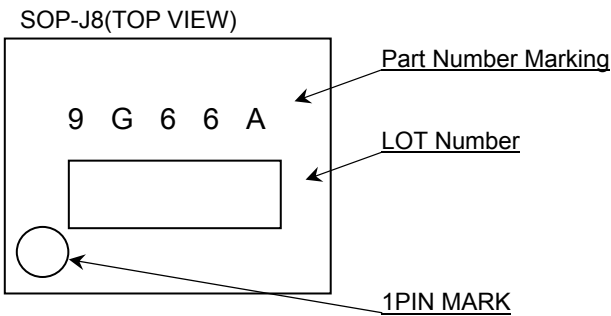 SOP-J8(TOP VIEW)
Part Number Marking
9 G 6 6 A
LOT Number
1PIN MARK